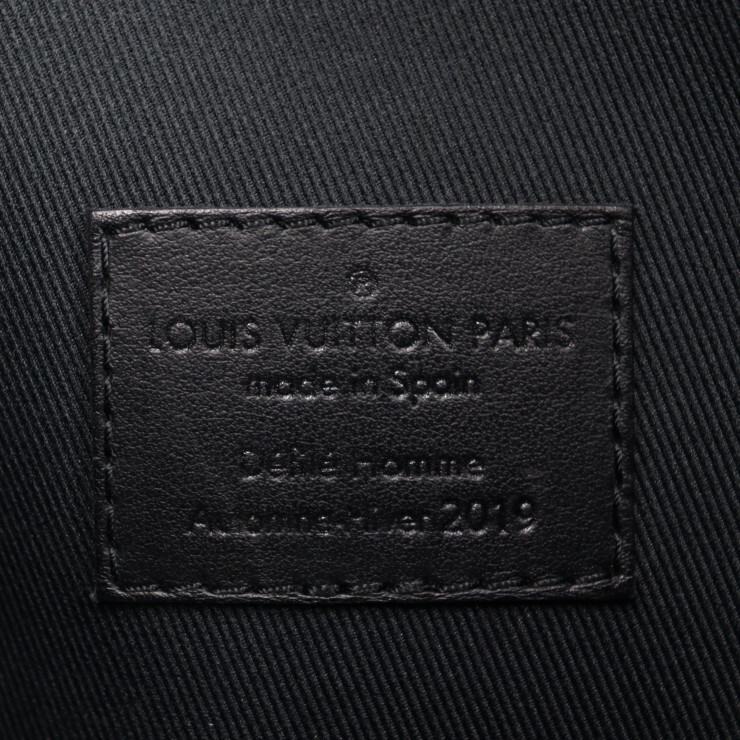 ®
LOUIS VUITTON PARIS
made in Spain
Défilé Homme
Automne-Hiver 2019